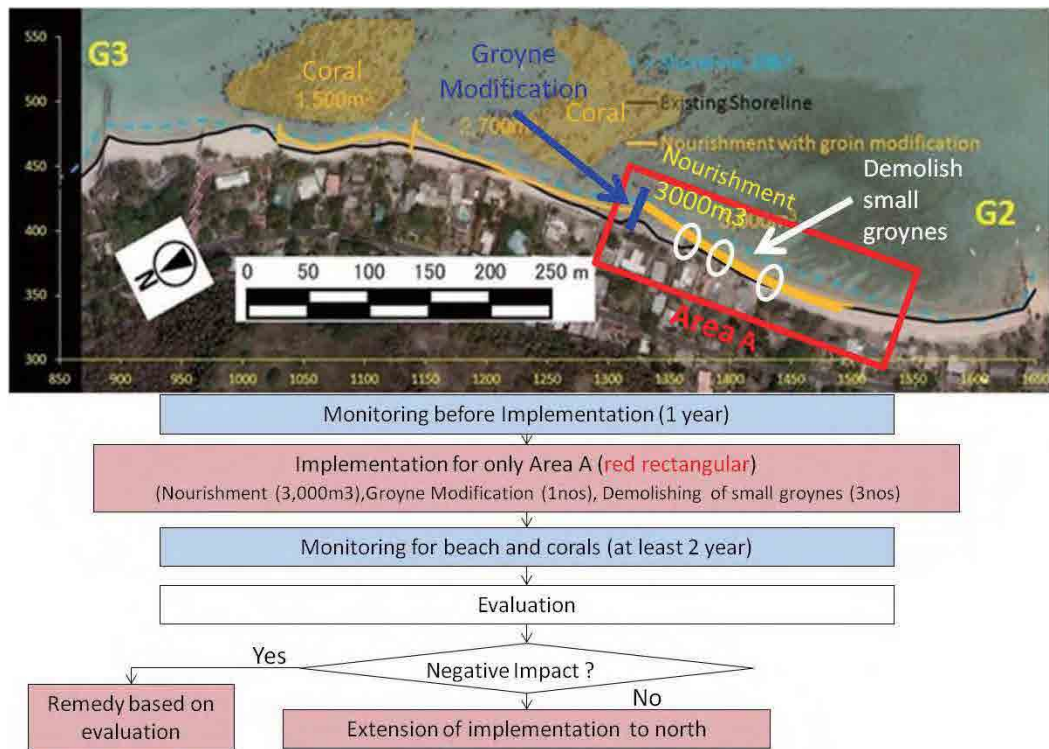 550
500
450
400
350
300
G3
Coral
1,500m³
Groyne
Modification
Coral
2,700m³
Existing Shoreline
Nourishment with groin modification
Nourishment
3000m3
Demolish
small
groynes
G2
Area A
N
0 50 100 150 200 250 m
850 900 950 1000 1050 1100 1150 1200 1250 1300 1350 1400 1450 1500 1550 1600 1650
Monitoring before Implementation (1 year)
Implementation for only Area A (red rectangular)
(Nourishment (3,000m3),Groyne Modification (1nos), Demolishing of small groynes (3nos)
Monitoring for beach and corals (at least 2 year)
Evaluation
Negative Impact ?
Yes
No
Remedy based on
evaluation
Extension of implementation to north